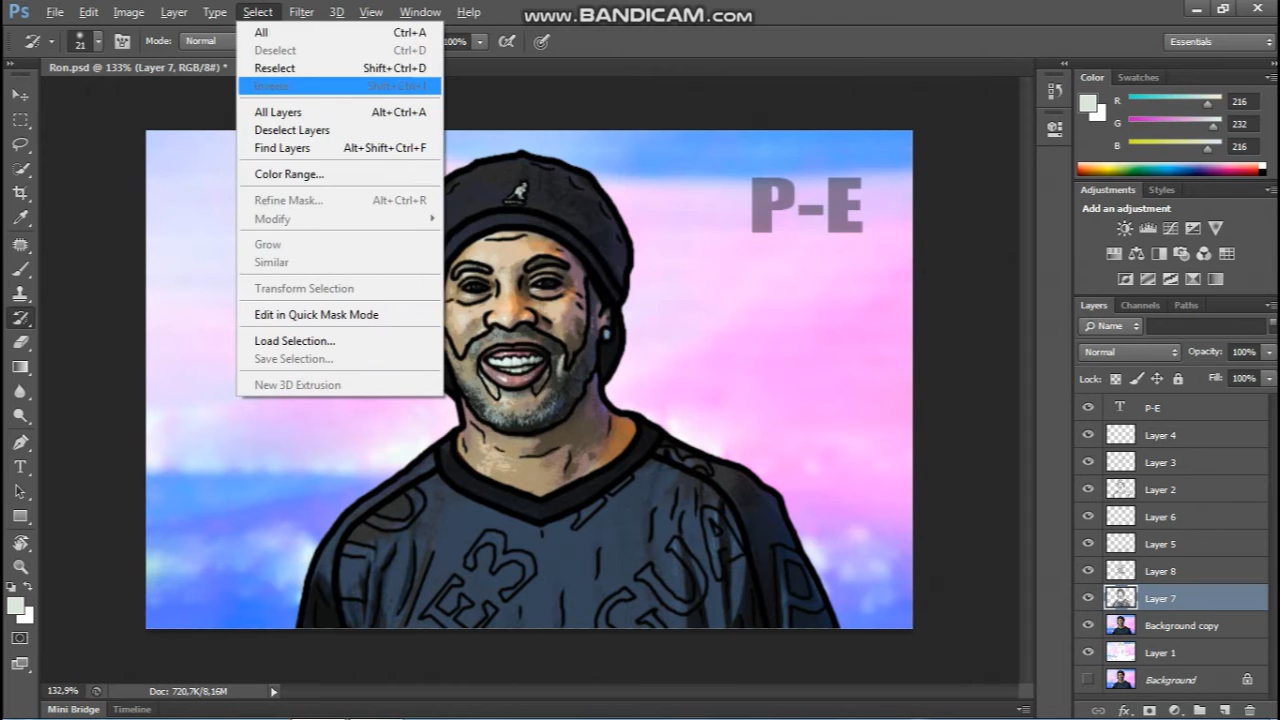 www.BANDICAM.com
Ps File Edit Image Layer Type Select Filter 3D View Window Help
21 Mode: Normal 100% Essentials
Ron.psd @ 133% (Layer 7, RGB/8#) *
All Ctrl+A
Deselect Ctrl+D
Reselect Shift+Ctrl+D
Inverse Shift+Ctrl+I
All Layers Alt+Ctrl+A
Deselect Layers
Find Layers Alt+Shift+Ctrl+F
Color Range...
Refine Mask... Alt+Ctrl+R
Modify
Grow
Similar
Transform Selection
Edit in Quick Mask Mode
Load Selection...
Save Selection...
New 3D Extrusion
P-E
Color Swatches
R 216
G 232
B 216
Adjustments Styles
Add an adjustment
Layers Channels Paths
Name
Normal Opacity: 100%
Lock: Fill: 100%
T P-E
Layer 4
Layer 3
Layer 2
Layer 6
Layer 5
Layer 8
Layer 7
Background copy
Layer 1
Background
132,9% Doc: 720,7K/8,16M
Mini Bridge Timeline